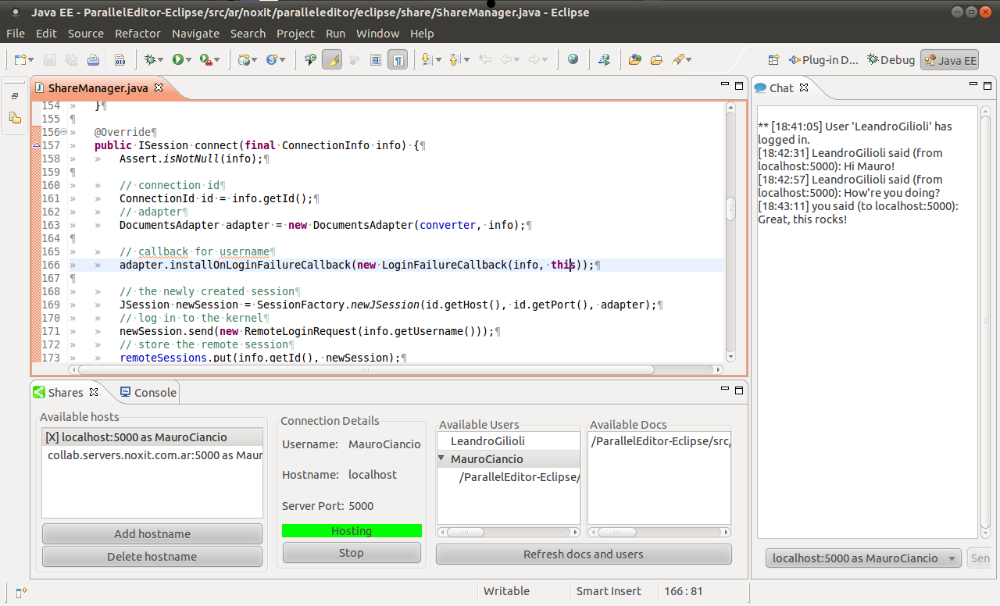 Java EE - ParallelEditor-Eclipse/src/ar/noxit/paralleleditor/eclipse/share/ShareManager.java - Eclipse
File Edit Source Refactor Navigate Search Project Run Window Help
Plug-in D... Debug Java EE
ShareManager.java
154 » }¶
155 ¶
156 » @Override¶
157 » public·ISession·connect(final·ConnectionInfo·info)·{¶
158 » » Assert.isNotNull(info);¶
159 ¶
160 » » //·connection·id¶
161 » » ConnectionId·id·=·info.getId();¶
162 » » //·adapter¶
163 » » DocumentsAdapter·adapter·=·new·DocumentsAdapter(converter,·info);¶
164 ¶
165 » » //·callback·for·username¶
166 » » adapter.installOnLoginFailureCallback(new·LoginFailureCallback(info,·this));¶
167 ¶
168 » » //·the·newly·created·session¶
169 » » JSession·newSession·=·SessionFactory.newJSession(id.getHost(),·id.getPort(),·adapter);¶
170 » » //·log·in·to·the·kernel¶
171 » » newSession.send(new·RemoteLoginRequest(info.getUsername()));¶
172 » » //·store·the·remote·session¶
173 » » remoteSessions.put(info.getId(),·newSession);¶
Chat
** [18:41:05] User 'LeandroGilioli' has
logged in.
[18:42:31] LeandroGilioli said (from
localhost:5000): Hi Mauro!
[18:42:57] LeandroGilioli said (from
localhost:5000): How're you doing?
[18:43:11] you said (to localhost:5000):
Great, this rocks!
localhost:5000 as MauroCiancio Sen
Shares Console
Available hosts
[X] localhost:5000 as MauroCiancio
collab.servers.noxit.com.ar:5000 as Maur
Add hostname
Delete hostname
Connection Details
Username: MauroCiancio
Hostname: localhost
Server Port: 5000
Hosting
Stop
Available Users
LeandroGilioli
MauroCiancio
/ParallelEditor-Eclipse/
Available Docs
/ParallelEditor-Eclipse/src/
Refresh docs and users
Writable Smart Insert 166 : 81